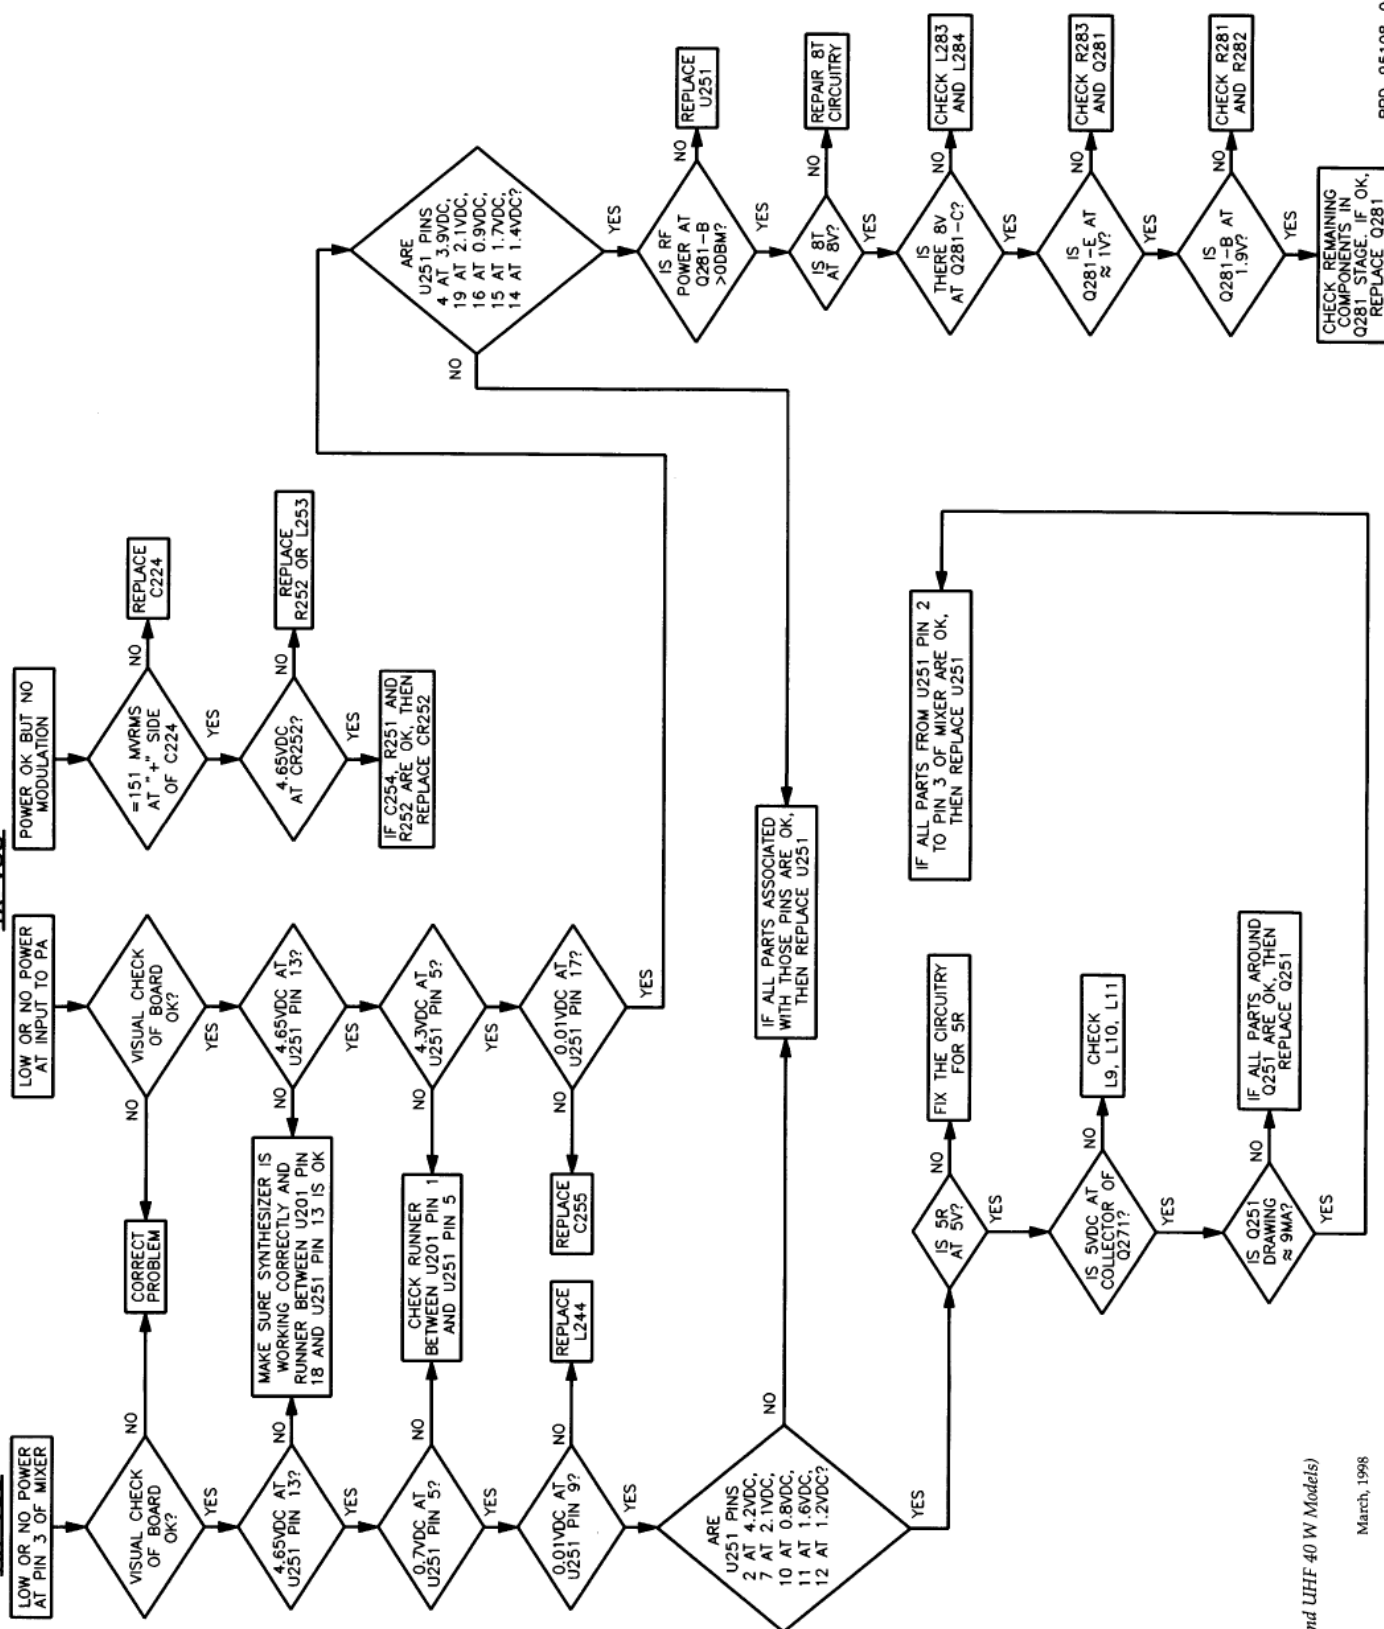 LOW OR NO POWER
AT PIN 3 OF MIXER
VISUAL CHECK
OF BOARD
OK?
NO
YES
CORRECT
PROBLEM
4.65VDC AT
U251 PIN 13?
NO
YES
MAKE SURE SYNTHESIZER IS
WORKING CORRECTLY AND
RUNNER BETWEEN U201 PIN
18 AND U251 PIN 13 IS OK
0.7VDC AT
U251 PIN 5?
NO
YES
CHECK RUNNER
BETWEEN U201 PIN 1
AND U251 PIN 5
0.01VDC AT
U251 PIN 9?
NO
YES
REPLACE
L244
ARE
U251 PINS
2 AT 4.2VDC,
7 AT 2.1VDC,
10 AT 0.8VDC,
11 AT 1.6VDC,
12 AT 1.2VDC?
NO
YES
IF ALL PARTS ASSOCIATED
WITH THOSE PINS ARE OK,
THEN REPLACE U251
IS 5R
AT 5V?
NO
YES
FIX THE CIRCUITRY
FOR 5R
IS 5VDC AT
COLLECTOR OF
Q271?
NO
YES
CHECK
L9, L10, L11
IS Q251
DRAWING
≈ 9MA?
NO
YES
IF ALL PARTS AROUND
Q251 ARE OK, THEN
REPLACE Q251
IF ALL PARTS FROM U251 PIN 2
TO PIN 3 OF MIXER ARE OK,
THEN REPLACE U251
LOW OR NO POWER
AT INPUT TO PA
VISUAL CHECK
OF BOARD
OK?
NO
YES
4.65VDC AT
U251 PIN 13?
NO
YES
4.3VDC AT
U251 PIN 5?
NO
YES
0.01VDC AT
U251 PIN 17?
NO
YES
REPLACE
C255
POWER OK BUT NO
MODULATION
=151 MVRMS
AT "+" SIDE
OF C224
NO
YES
REPLACE
C224
4.65VDC
AT CR252?
NO
YES
REPLACE
R252 OR L253
IF C254, R251 AND
R252 ARE OK, THEN
REPLACE CR252
ARE
U251 PINS
4 AT 3.9VDC,
19 AT 2.1VDC,
16 AT 0.9VDC,
15 AT 1.7VDC,
14 AT 1.4VDC?
NO
YES
IS RF
POWER AT
Q281-B
>0DBM?
NO
YES
REPLACE
U251
IS 8T
AT 8V?
NO
YES
REPAIR 8T
CIRCUITRY
IS
THERE 8V
AT Q281-C?
NO
YES
CHECK L283
AND L284
IS
Q281-E AT
≈ 1V?
NO
YES
CHECK R283
AND Q281
IS
Q281-B AT
1.9V?
NO
YES
CHECK R281
AND R282
CHECK REMAINING
COMPONENTS IN
Q281 STAGE. IF OK,
REPLACE Q281
nd UHF 40 W Models)
March, 1998